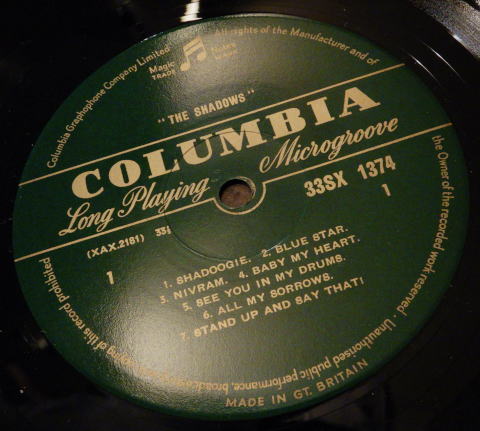 Columbia Graphophone Company Limited
All rights of the Manufacturer and of
the Owner of the recorded work reserved
Unauthorised public performance, broadcasting
copying of this record prohibited
Magic Notes
TRADE
"THE SHADOWS"
COLUMBIA
Long Playing Microgroove
33SX 1374
(XAX.2181)
1
1
1. SHADOOGIE. 2. BLUE STAR.
3. NIVRAM. 4. BABY MY HEART.
5. SEE YOU IN MY DRUMS.
6. ALL MY SORROWS.
7. STAND UP AND SAY THAT!
MADE IN GT. BRITAIN